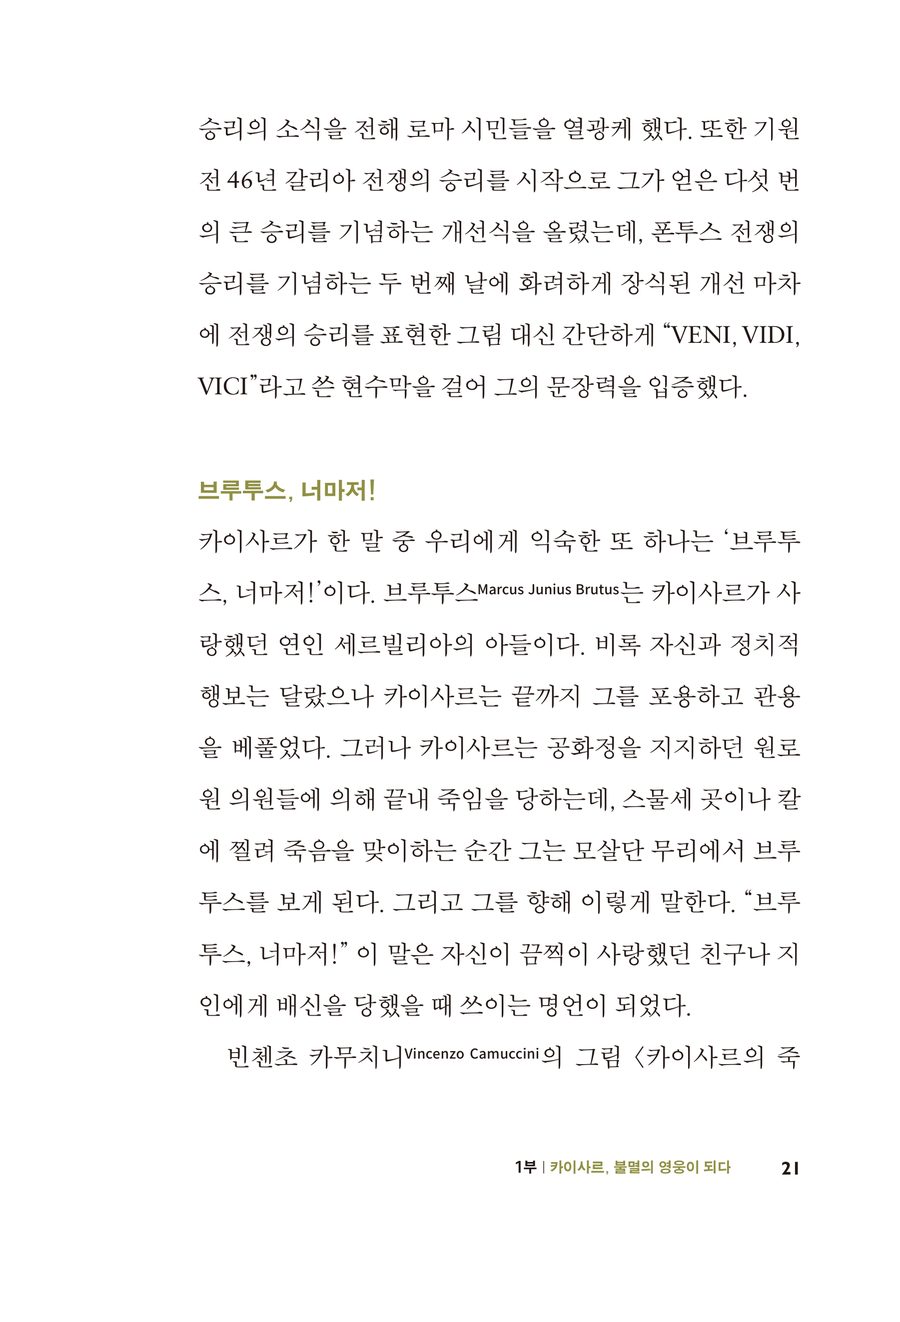 승리의 소식을 전해 로마 시민들을 열광케 했다. 또한 기원
전 46년 갈리아 전쟁의 승리를 시작으로 그가 얻은 다섯 번
의 큰 승리를 기념하는 개선식을 올렸는데, 폰투스 전쟁의
승리를 기념하는 두 번째 날에 화려하게 장식된 개선 마차
에 전쟁의 승리를 표현한 그림 대신 간단하게 “VENI, VIDI,
VICI”라고 쓴 현수막을 걸어 그의 문장력을 입증했다.
브루투스, 너마저!
카이사르가 한 말 중 우리에게 익숙한 또 하나는 ‘브루투
스, 너마저!’이다. 브루투스Marcus Junius Brutus는 카이사르가 사
랑했던 연인 세르빌리아의 아들이다. 비록 자신과 정치적
행보는 달랐으나 카이사르는 끝까지 그를 포용하고 관용
을 베풀었다. 그러나 카이사르는 공화정을 지지하던 원로
원 의원들에 의해 끝내 죽임을 당하는데, 스물세 곳이나 칼
에 찔려 죽음을 맞이하는 순간 그는 모살단 무리에서 브루
투스를 보게 된다. 그리고 그를 향해 이렇게 말한다. “브루
투스, 너마저!” 이 말은 자신이 끔찍이 사랑했던 친구나 지
인에게 배신을 당했을 때 쓰이는 명언이 되었다.
빈첸초 카무치니Vincenzo Camuccini의 그림 〈카이사르의 죽
1부 | 카이사르, 불멸의 영웅이 되다 21